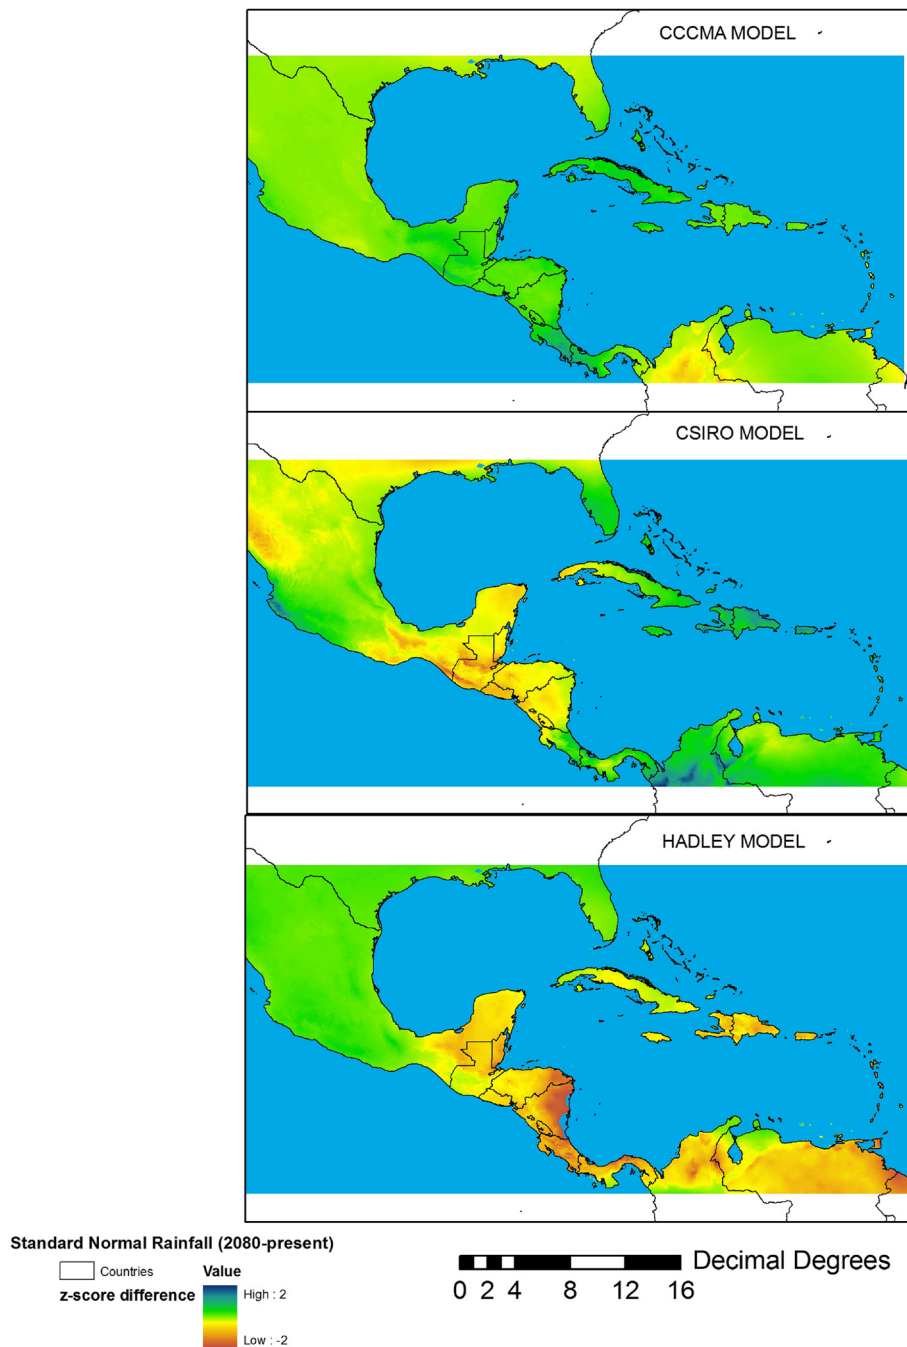 CCCMA MODEL
CSIRO MODEL
HADLEY MODEL
Standard Normal Rainfall (2080-present)
Countries
Value
z-score difference
High : 2
Low : -2
Decimal Degrees
0 2 4 8 12 16